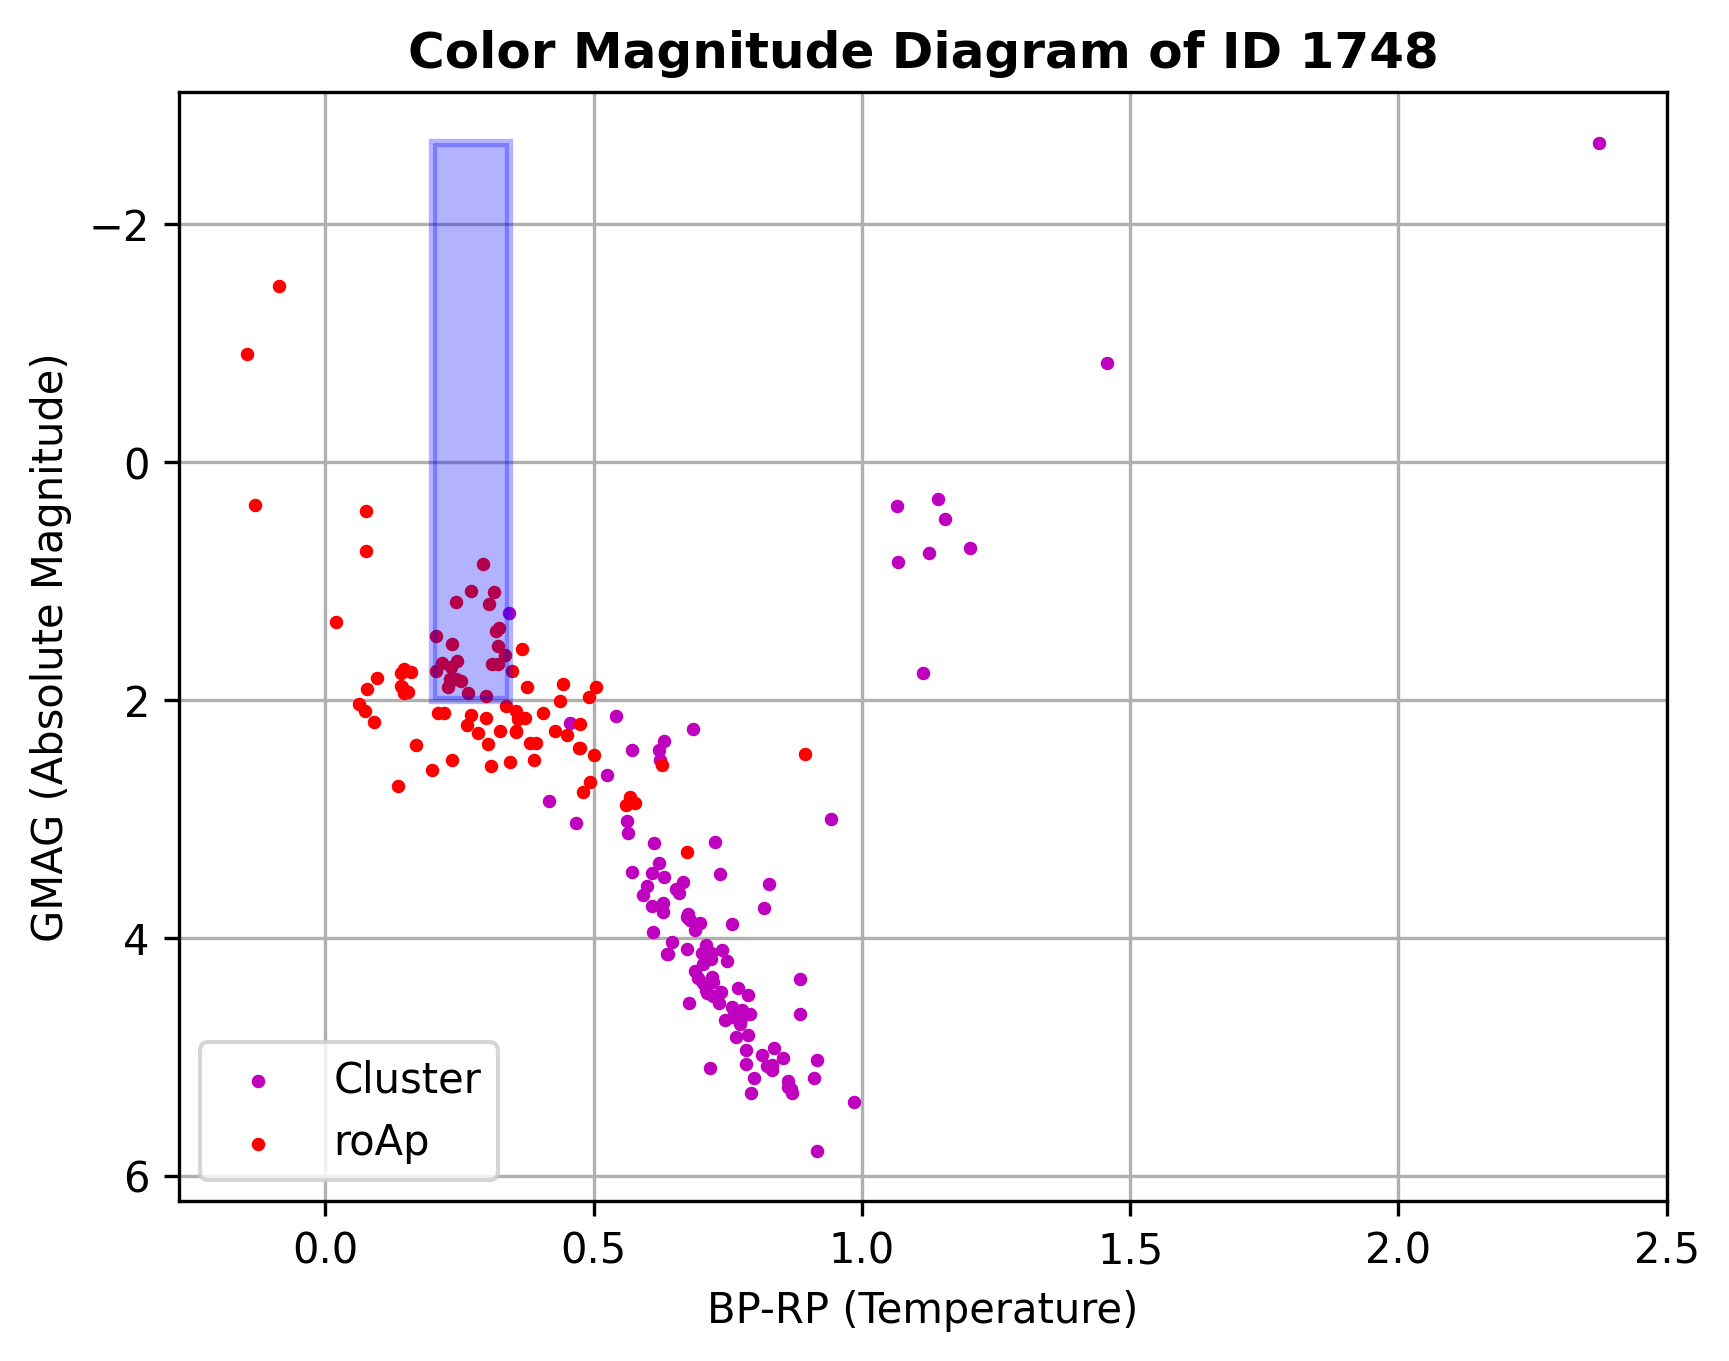 Color Magnitude Diagram of ID 1748
GMAG (Absolute Magnitude)
−2
0
2
4
6
Cluster
roAp
0.0 0.5 1.0 1.5 2.0 2.5
BP-RP (Temperature)